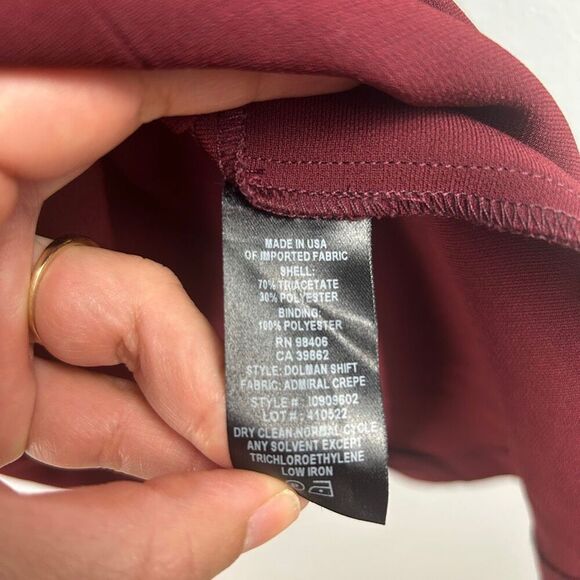 MADE IN USA
OF IMPORTED FABRIC
SHELL:
70% TRIACETATE
30% POLYESTER
BINDING:
100% POLYESTER
RN 98406
CA 39862
STYLE: DOLMAN SHIFT
FABRIC: ADMIRAL CREPE
STYLE # : I0909602
LOT # : 410522
DRY CLEAN NORMAL CYCLE
ANY SOLVENT EXCEPT
TRICHLOROETHYLENE
LOW IRON